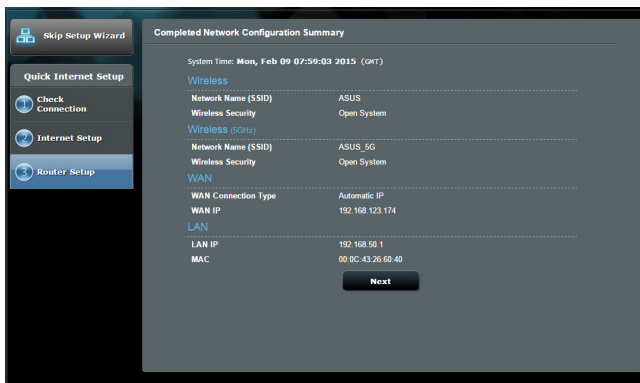 Skip Setup Wizard
Quick Internet Setup
1 Check Connection
2 Internet Setup
3 Router Setup
Completed Network Configuration Summary
System Time: Mon, Feb 09 07:59:03 2015 (GMT)
Wireless
Network Name (SSID) ASUS
Wireless Security Open System
Wireless (5GHz)
Network Name (SSID) ASUS_5G
Wireless Security Open System
WAN
WAN Connection Type Automatic IP
WAN IP 192.168.123.174
LAN
LAN IP 192.168.50.1
MAC 00:0C:43:26:60:40
Next